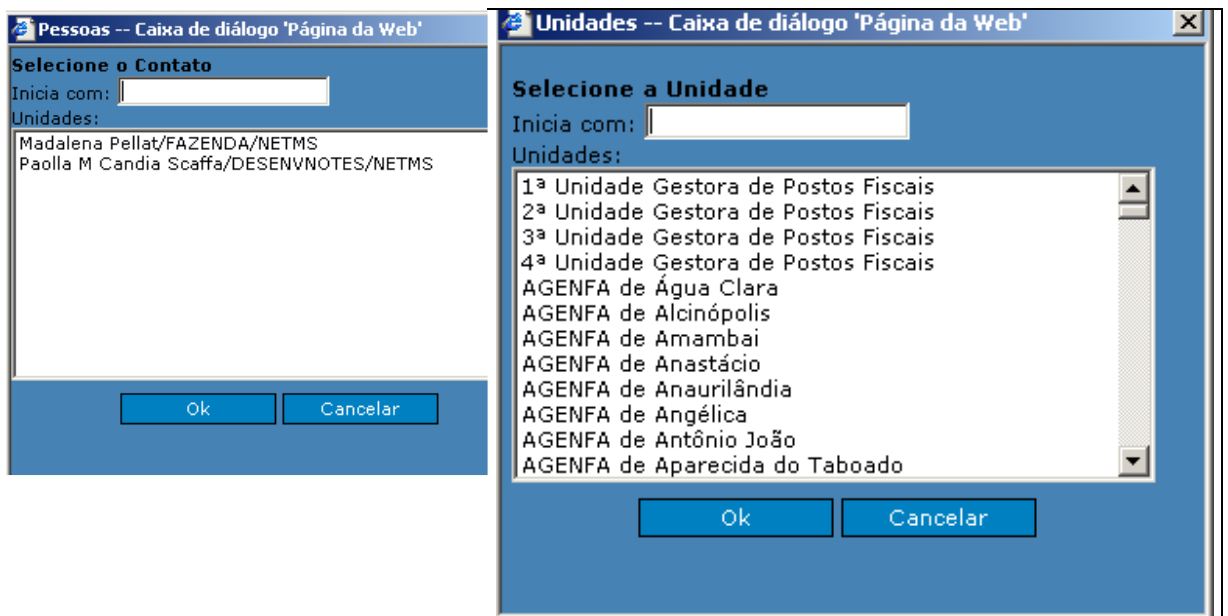 Pessoas -- Caixa de diálogo 'Página da Web'
Selecione o Contato
Inicia com:
Unidades:
Madalena Pellat/FAZENDA/NETMS
Paolla M Candia Scaffa/DESENVNOTES/NETMS
Ok Cancelar
Unidades -- Caixa de diálogo 'Página da Web'
Selecione a Unidade
Inicia com:
Unidades:
1ª Unidade Gestora de Postos Fiscais
2ª Unidade Gestora de Postos Fiscais
3ª Unidade Gestora de Postos Fiscais
4ª Unidade Gestora de Postos Fiscais
AGENFA de Água Clara
AGENFA de Alcinópolis
AGENFA de Amambai
AGENFA de Anastácio
AGENFA de Anaurilândia
AGENFA de Angélica
AGENFA de Antônio João
AGENFA de Aparecida do Taboado
Ok Cancelar